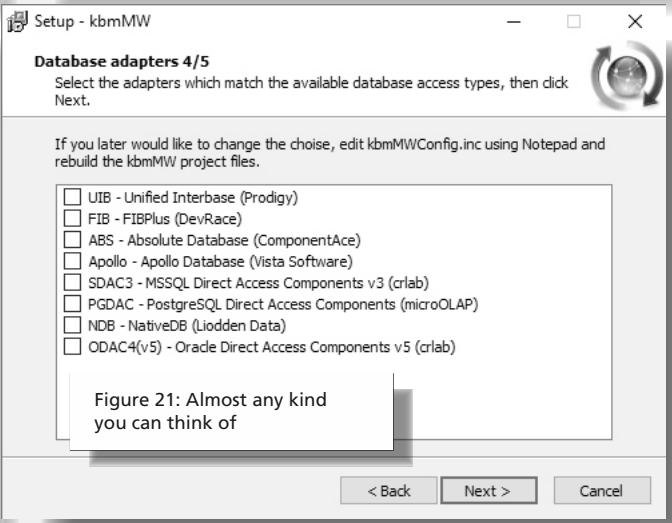 Setup - kbmMW
Database adapters 4/5
Select the adapters which match the available database access types, then click
Next.
If you later would like to change the choise, edit kbmMWConfig.inc using Notepad and
rebuild the kbmMW project files.
UIB - Unified Interbase (Prodigy)
FIB - FIBPlus (DevRace)
ABS - Absolute Database (ComponentAce)
Apollo - Apollo Database (Vista Software)
SDAC3 - MSSQL Direct Access Components v3 (crlab)
PGDAC - PostgreSQL Direct Access Components (microOLAP)
NDB - NativeDB (Liodden Data)
ODAC4(v5) - Oracle Direct Access Components v5 (crlab)
Figure 21: Almost any kind
you can think of
< Back Next > Cancel